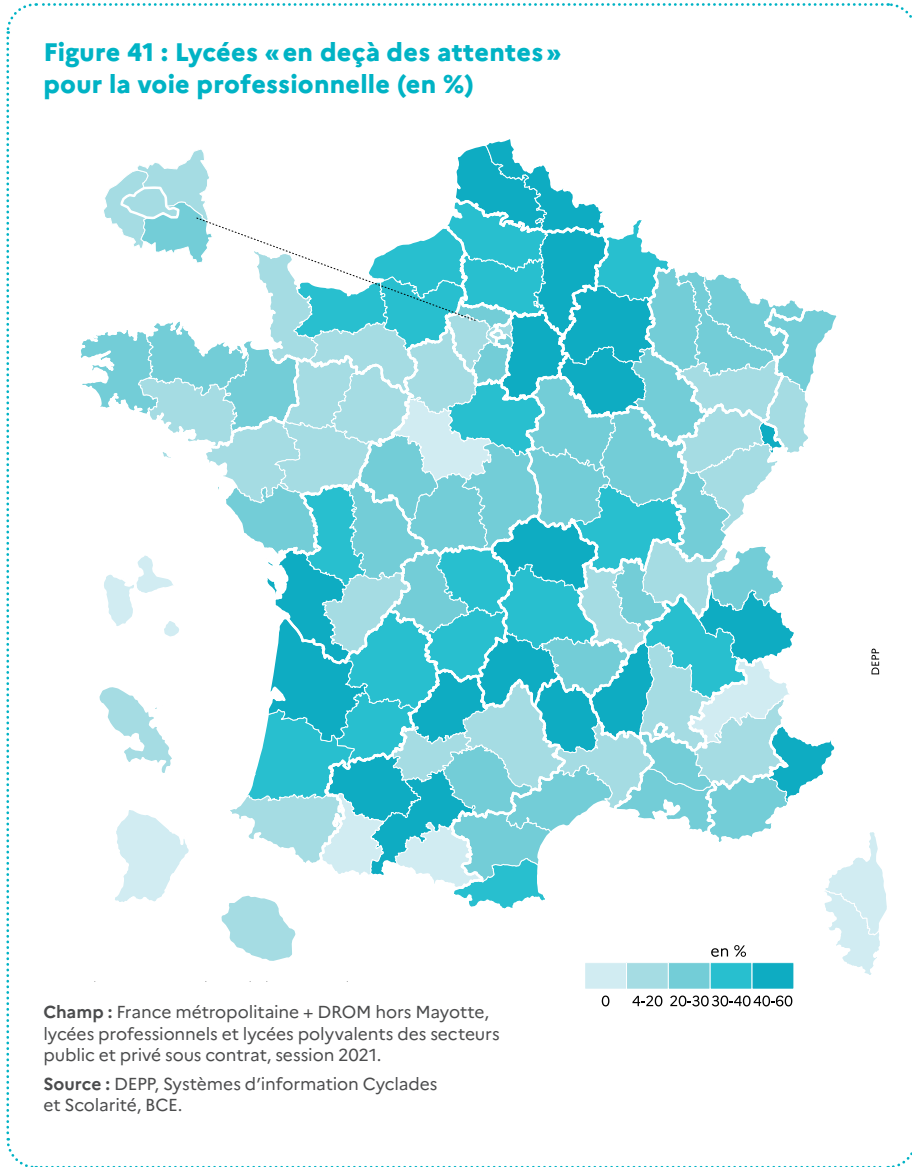 Figure 41 : Lycées «en deçà des attentes»
pour la voie professionnelle (en %)
DEPP
en %
0 4-20 20-30 30-40 40-60
Champ : France métropolitaine + DROM hors Mayotte,
lycées professionnels et lycées polyvalents des secteurs
public et privé sous contrat, session 2021.
Source : DEPP, Systèmes d'information Cyclades
et Scolarité, BCE.